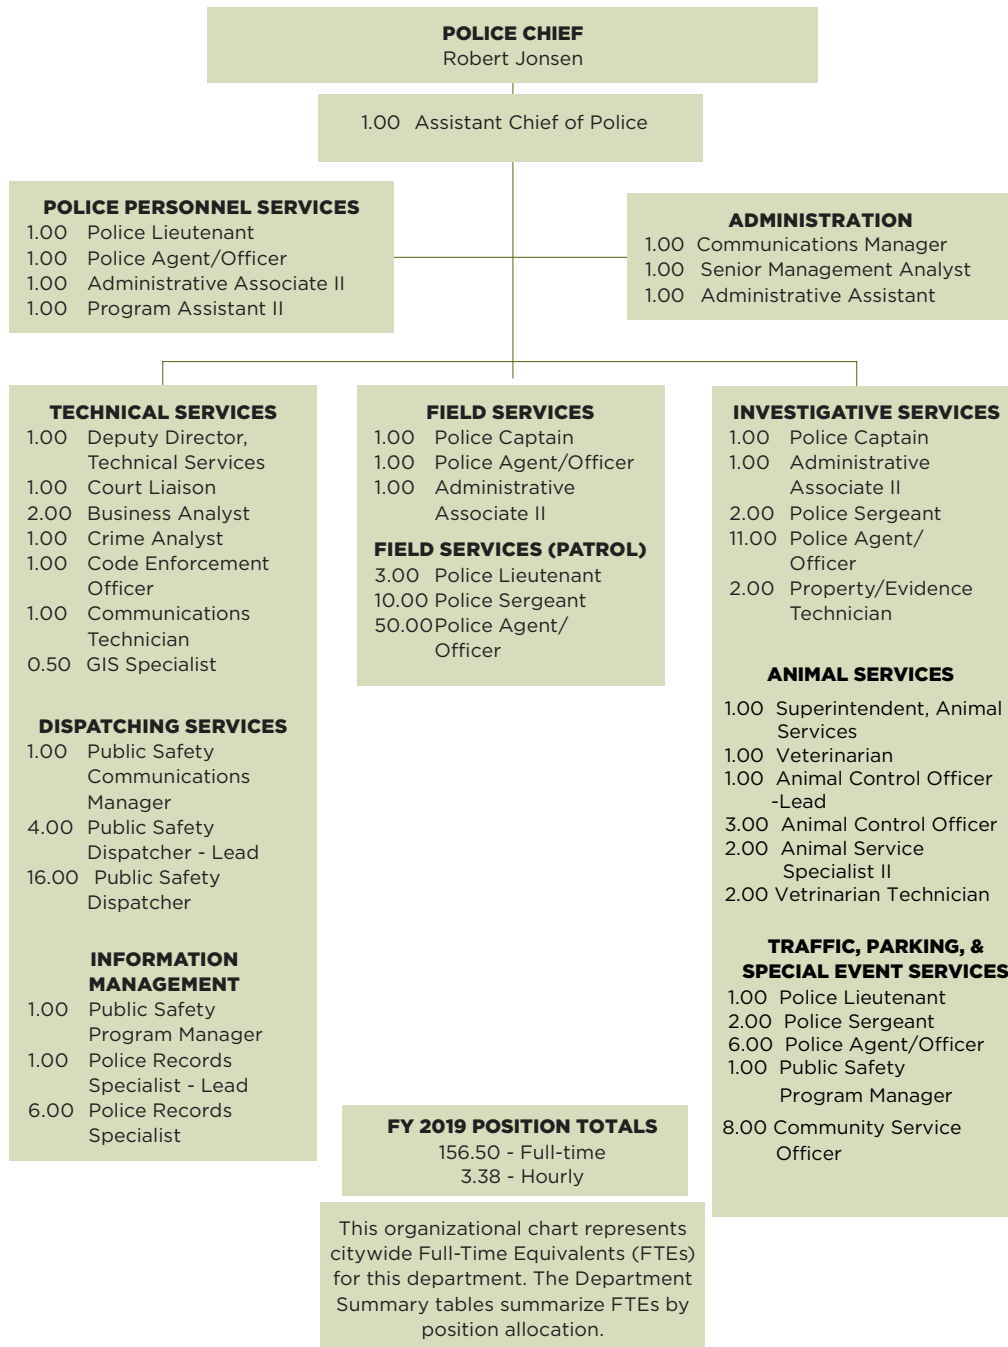 POLICE CHIEF
Robert Jonsen
1.00 Assistant Chief of Police
POLICE PERSONNEL SERVICES
1.00 Police Lieutenant
1.00 Police Agent/Officer
1.00 Administrative Associate II
1.00 Program Assistant II
ADMINISTRATION
1.00 Communications Manager
1.00 Senior Management Analyst
1.00 Administrative Assistant
TECHNICAL SERVICES
1.00 Deputy Director,
Technical Services
1.00 Court Liaison
2.00 Business Analyst
1.00 Crime Analyst
1.00 Code Enforcement
Officer
1.00 Communications
Technician
0.50 GIS Specialist
DISPATCHING SERVICES
1.00 Public Safety
Communications
Manager
4.00 Public Safety
Dispatcher - Lead
16.00 Public Safety
Dispatcher
INFORMATION
MANAGEMENT
1.00 Public Safety
Program Manager
1.00 Police Records
Specialist - Lead
6.00 Police Records
Specialist
FIELD SERVICES
1.00 Police Captain
1.00 Police Agent/Officer
1.00 Administrative
Associate II
FIELD SERVICES (PATROL)
3.00 Police Lieutenant
10.00 Police Sergeant
50.00 Police Agent/
Officer
INVESTIGATIVE SERVICES
1.00 Police Captain
1.00 Administrative
Associate II
2.00 Police Sergeant
11.00 Police Agent/
Officer
2.00 Property/Evidence
Technician
ANIMAL SERVICES
1.00 Superintendent, Animal
Services
1.00 Veterinarian
1.00 Animal Control Officer
-Lead
3.00 Animal Control Officer
2.00 Animal Service
Specialist II
2.00 Vetrinarian Technician
TRAFFIC, PARKING, &
SPECIAL EVENT SERVICES
1.00 Police Lieutenant
2.00 Police Sergeant
6.00 Police Agent/Officer
1.00 Public Safety
Program Manager
8.00 Community Service
Officer
FY 2019 POSITION TOTALS
156.50 - Full-time
3.38 - Hourly
This organizational chart represents
citywide Full-Time Equivalents (FTEs)
for this department. The Department
Summary tables summarize FTEs by
position allocation.